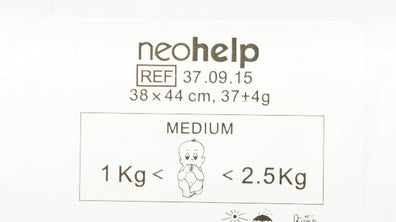 neohelp
REF 37.09.15
38 x 44 cm, 37±4g
MEDIUM
1 Kg < < 2.5Kg